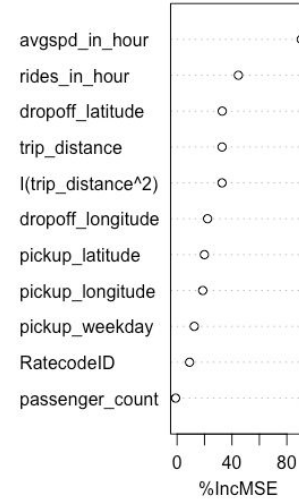 avgspd_in_hour
rides_in_hour
dropoff_latitude
trip_distance
I(trip_distance^2)
dropoff_longitude
pickup_latitude
pickup_longitude
pickup_weekday
RatecodeID
passenger_count
0 40 80
%IncMSE